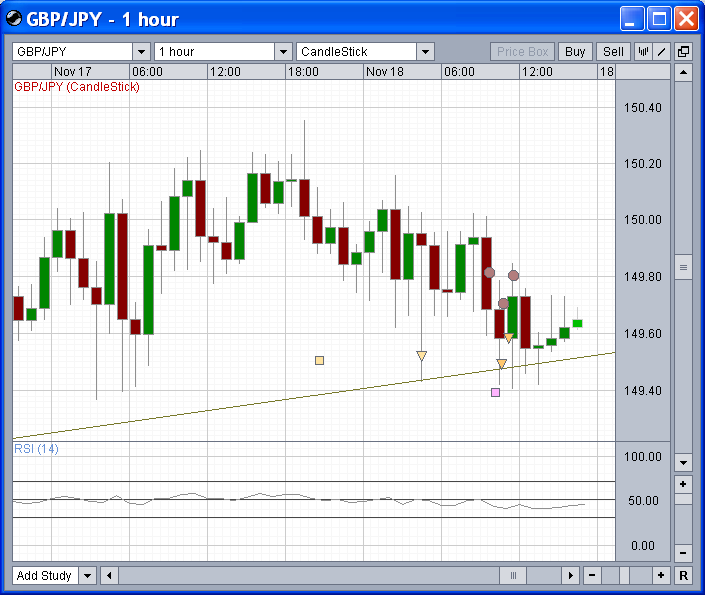 GBP/JPY - 1 hour
GBP/JPY 1 hour CandleStick Price Box Buy Sell
Nov 17 06:00 12:00 18:00 Nov 18 06:00 12:00 18
GBP/JPY (CandleStick)
150.40
150.20
150.00
149.80
149.60
149.40
RSI (14)
100.00
50.00
0.00
Add Study R